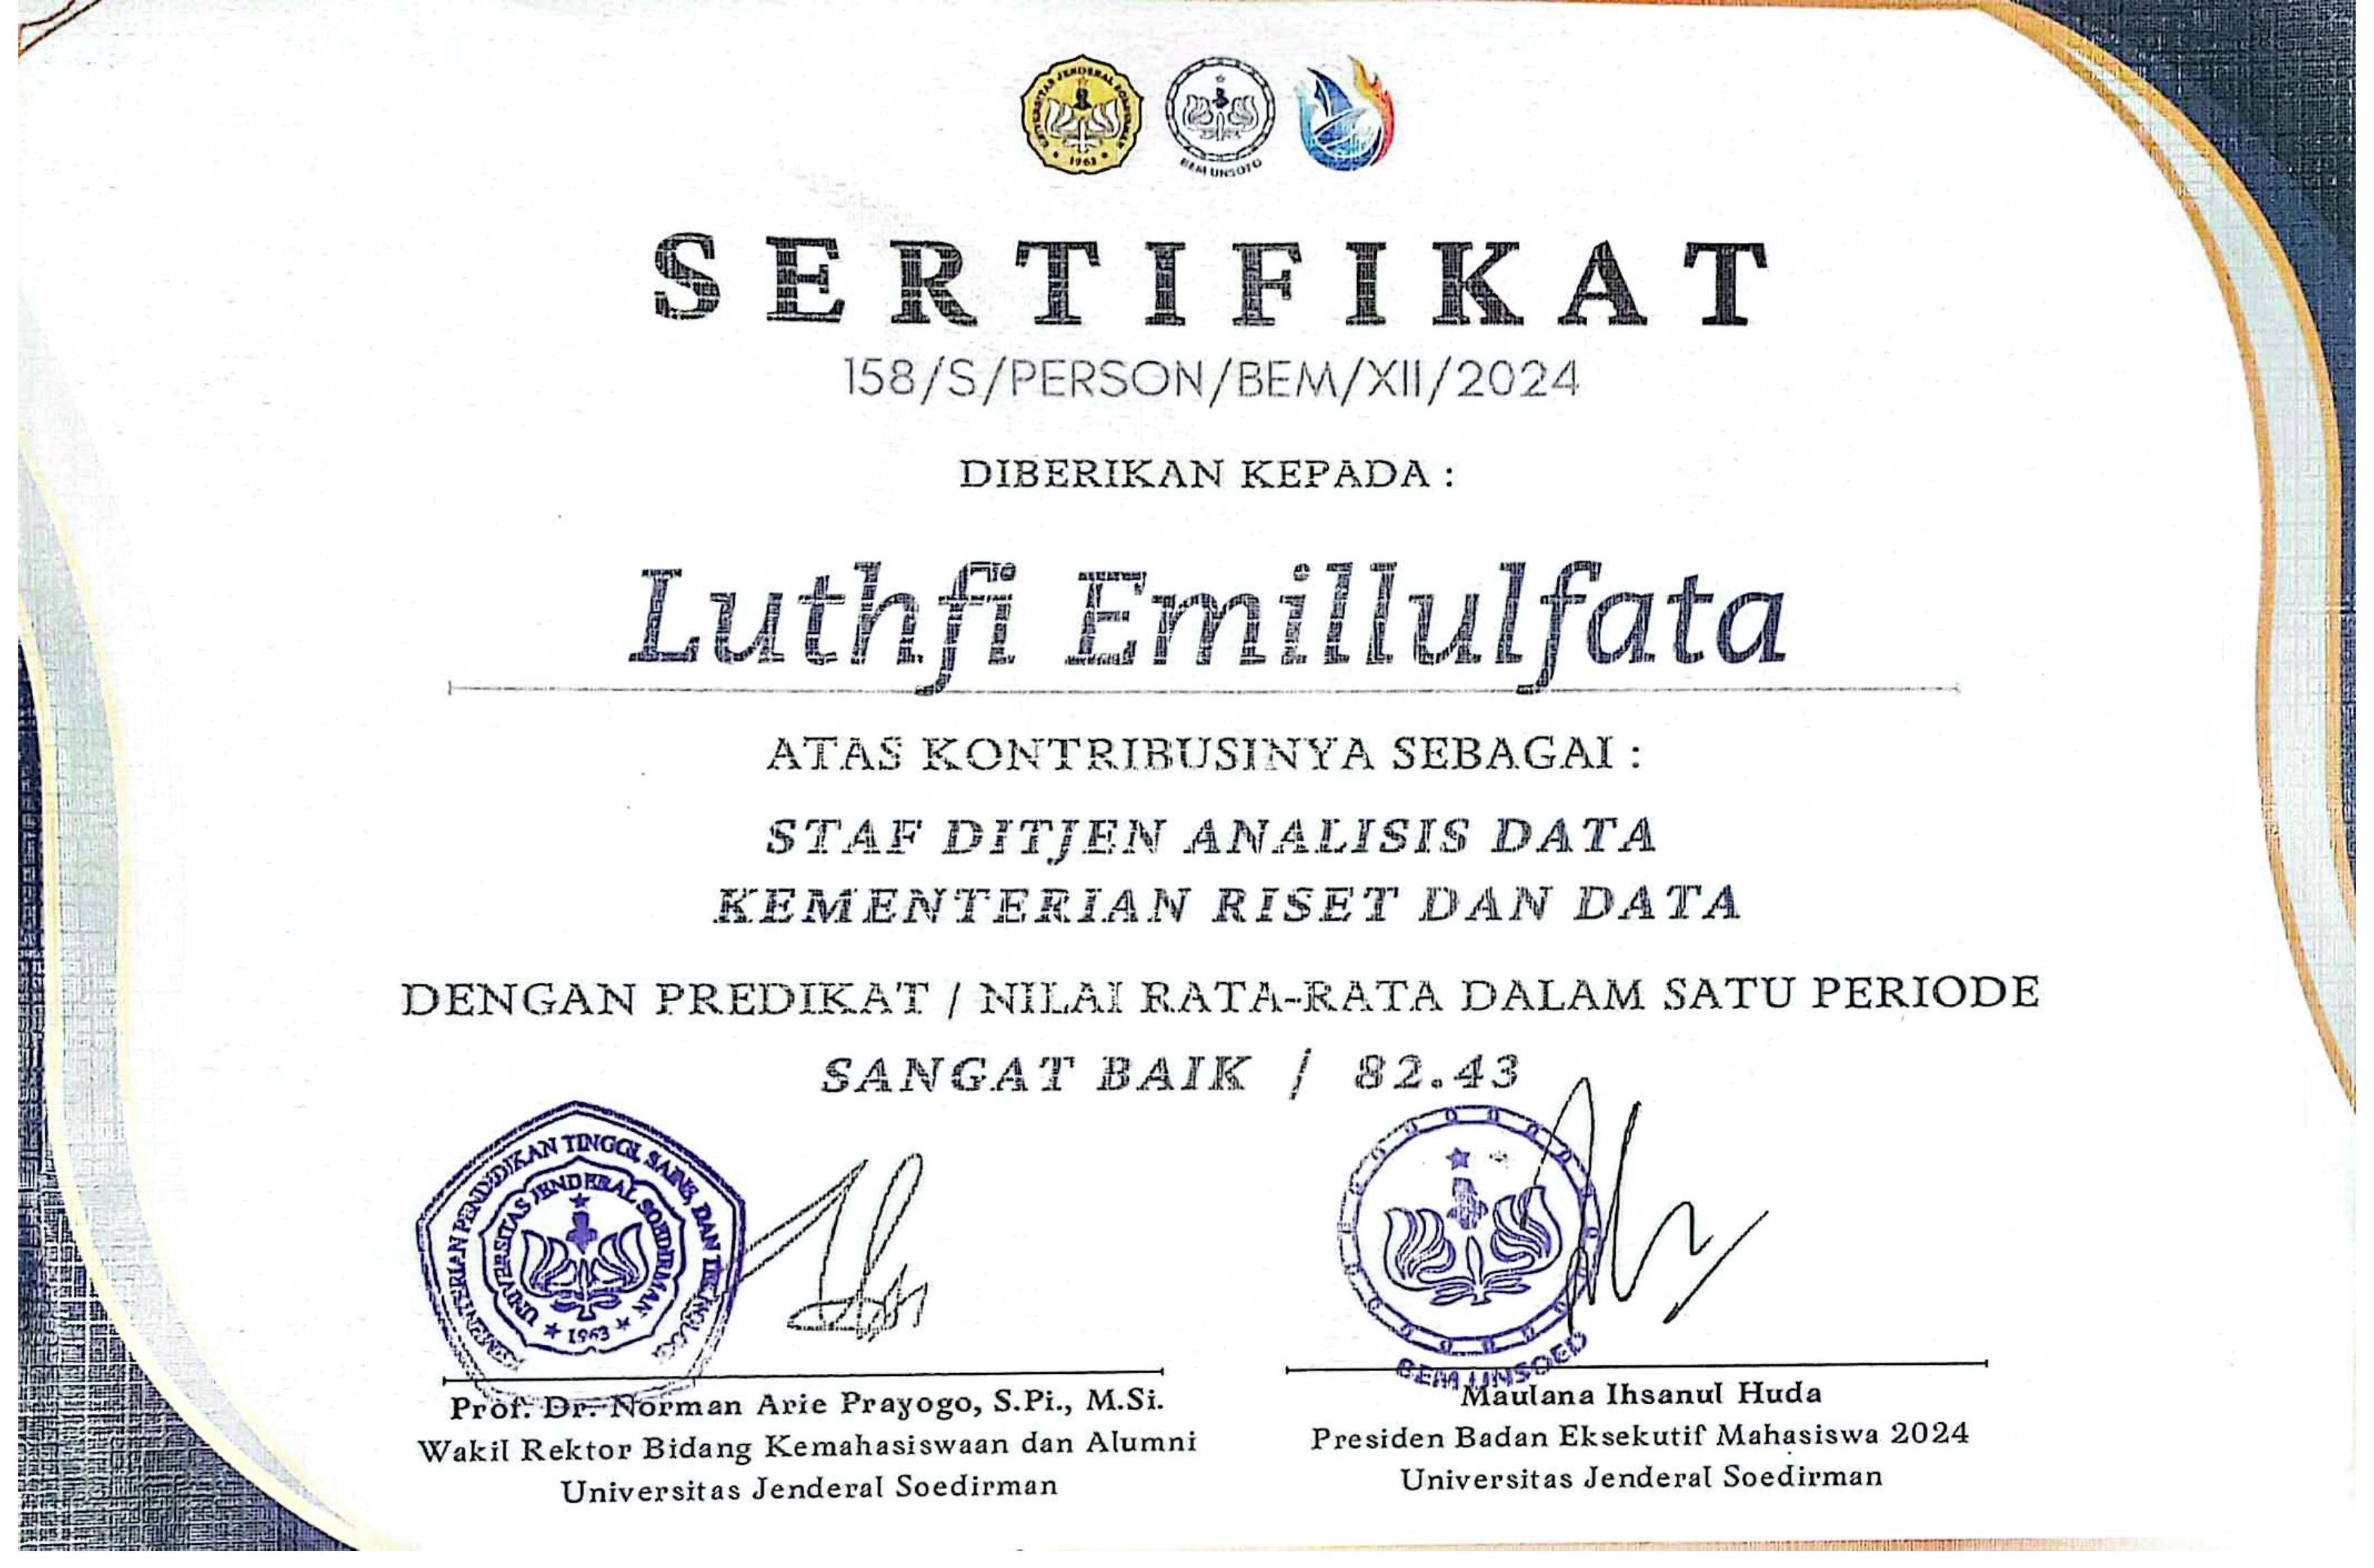 UNIVERSITAS JENDERAL SOEDIRMAN
1963
BEM UNSOED
SERTIFIKAT
158/S/PERSON/BEM/XII/2024
DIBERIKAN KEPADA :
Luthfi Emillulfata
ATAS KONTRIBUSINYA SEBAGAI :
STAF DITJEN ANALISIS DATA
KEMENTERIAN RISET DAN DATA
DENGAN PREDIKAT / NILAI RATA-RATA DALAM SATU PERIODE
SANGAT BAIK / 82.43
KEMENTERIAN PENDIDIKAN TINGGI, SAINS, DAN TEKNOLOGI
UNIVERSITAS JENDERAL SOEDIRMAN
1963
BEM UNSOED
Prof. Dr. Norman Arie Prayogo, S.Pi., M.Si.
Wakil Rektor Bidang Kemahasiswaan dan Alumni
Universitas Jenderal Soedirman
Maulana Ihsanul Huda
Presiden Badan Eksekutif Mahasiswa 2024
Universitas Jenderal Soedirman